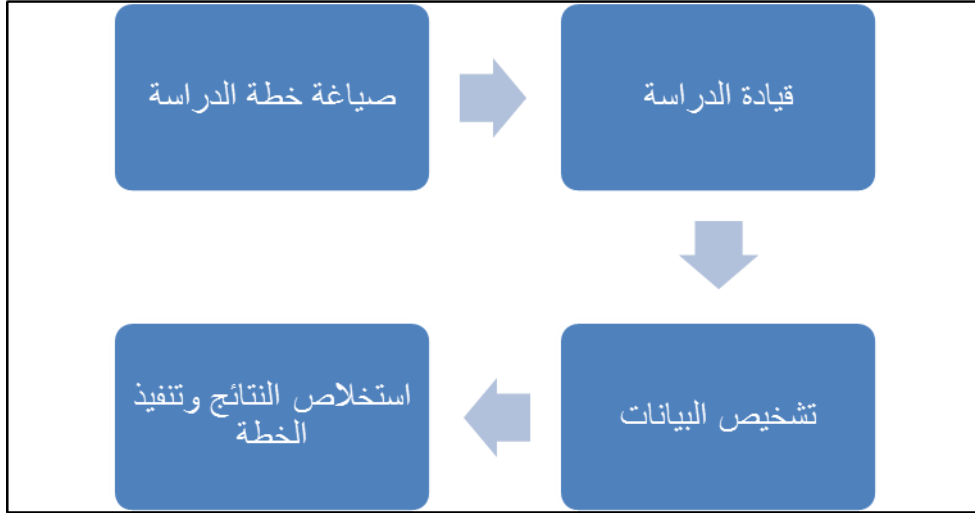 صياغة خطة الدراسة
قيادة الدراسة
تشخيص البيانات
استخلاص النتائج وتنفيذ
الخطة